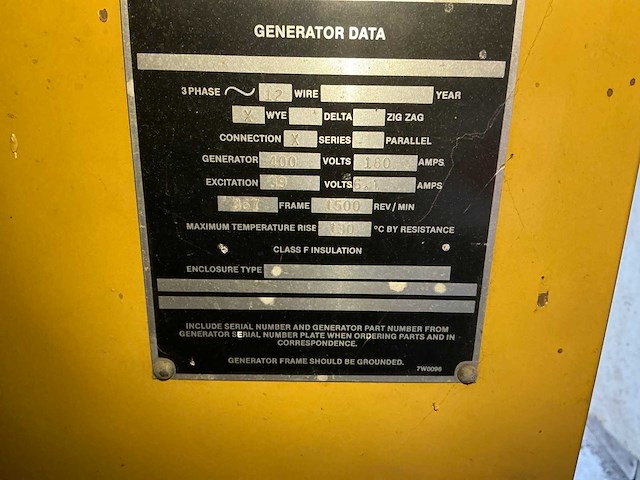 GENERATOR DATA
3 PHASE 12 WIRE YEAR
X WYE DELTA ZIG ZAG
CONNECTION X SERIES PARALLEL
GENERATOR 400 VOLTS 180 AMPS
EXCITATION VOLTS AMPS
FRAME 1500 REV/MIN
MAXIMUM TEMPERATURE RISE °C BY RESISTANCE
CLASS F INSULATION
ENCLOSURE TYPE
INCLUDE SERIAL NUMBER AND GENERATOR PART NUMBER FROM
GENERATOR SERIAL NUMBER PLATE WHEN ORDERING PARTS AND IN
CORRESPONDENCE.
GENERATOR FRAME SHOULD BE GROUNDED.
7W0096